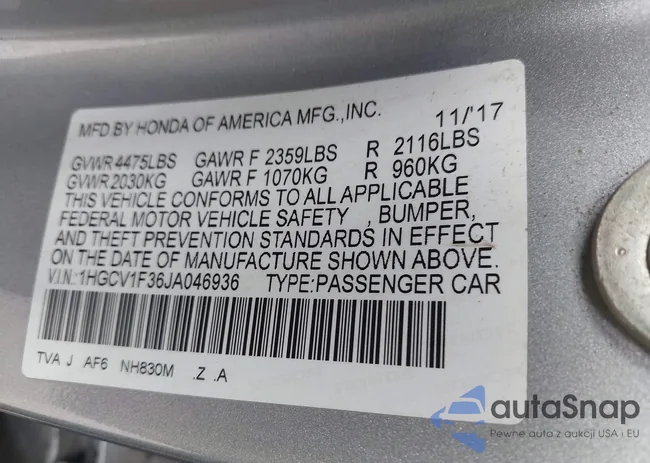 MFD.BY HONDA OF AMERICA MFG.,INC. 11/'17
GVWR 4475LBS GAWR F 2359LBS R 2116LBS
GVWR 2030KG GAWR F 1070KG R 960KG
THIS VEHICLE CONFORMS TO ALL APPLICABLE
FEDERAL MOTOR VEHICLE SAFETY , BUMPER,
AND THEFT PREVENTION STANDARDS IN EFFECT
ON THE DATE OF MANUFACTURE SHOWN ABOVE.
V.I.N.:1HGCV1F36JA046936 TYPE:PASSENGER CAR
TVA J AF6 NH830M .Z .A
autaSnap
Pewne auta z aukcji USA i EU